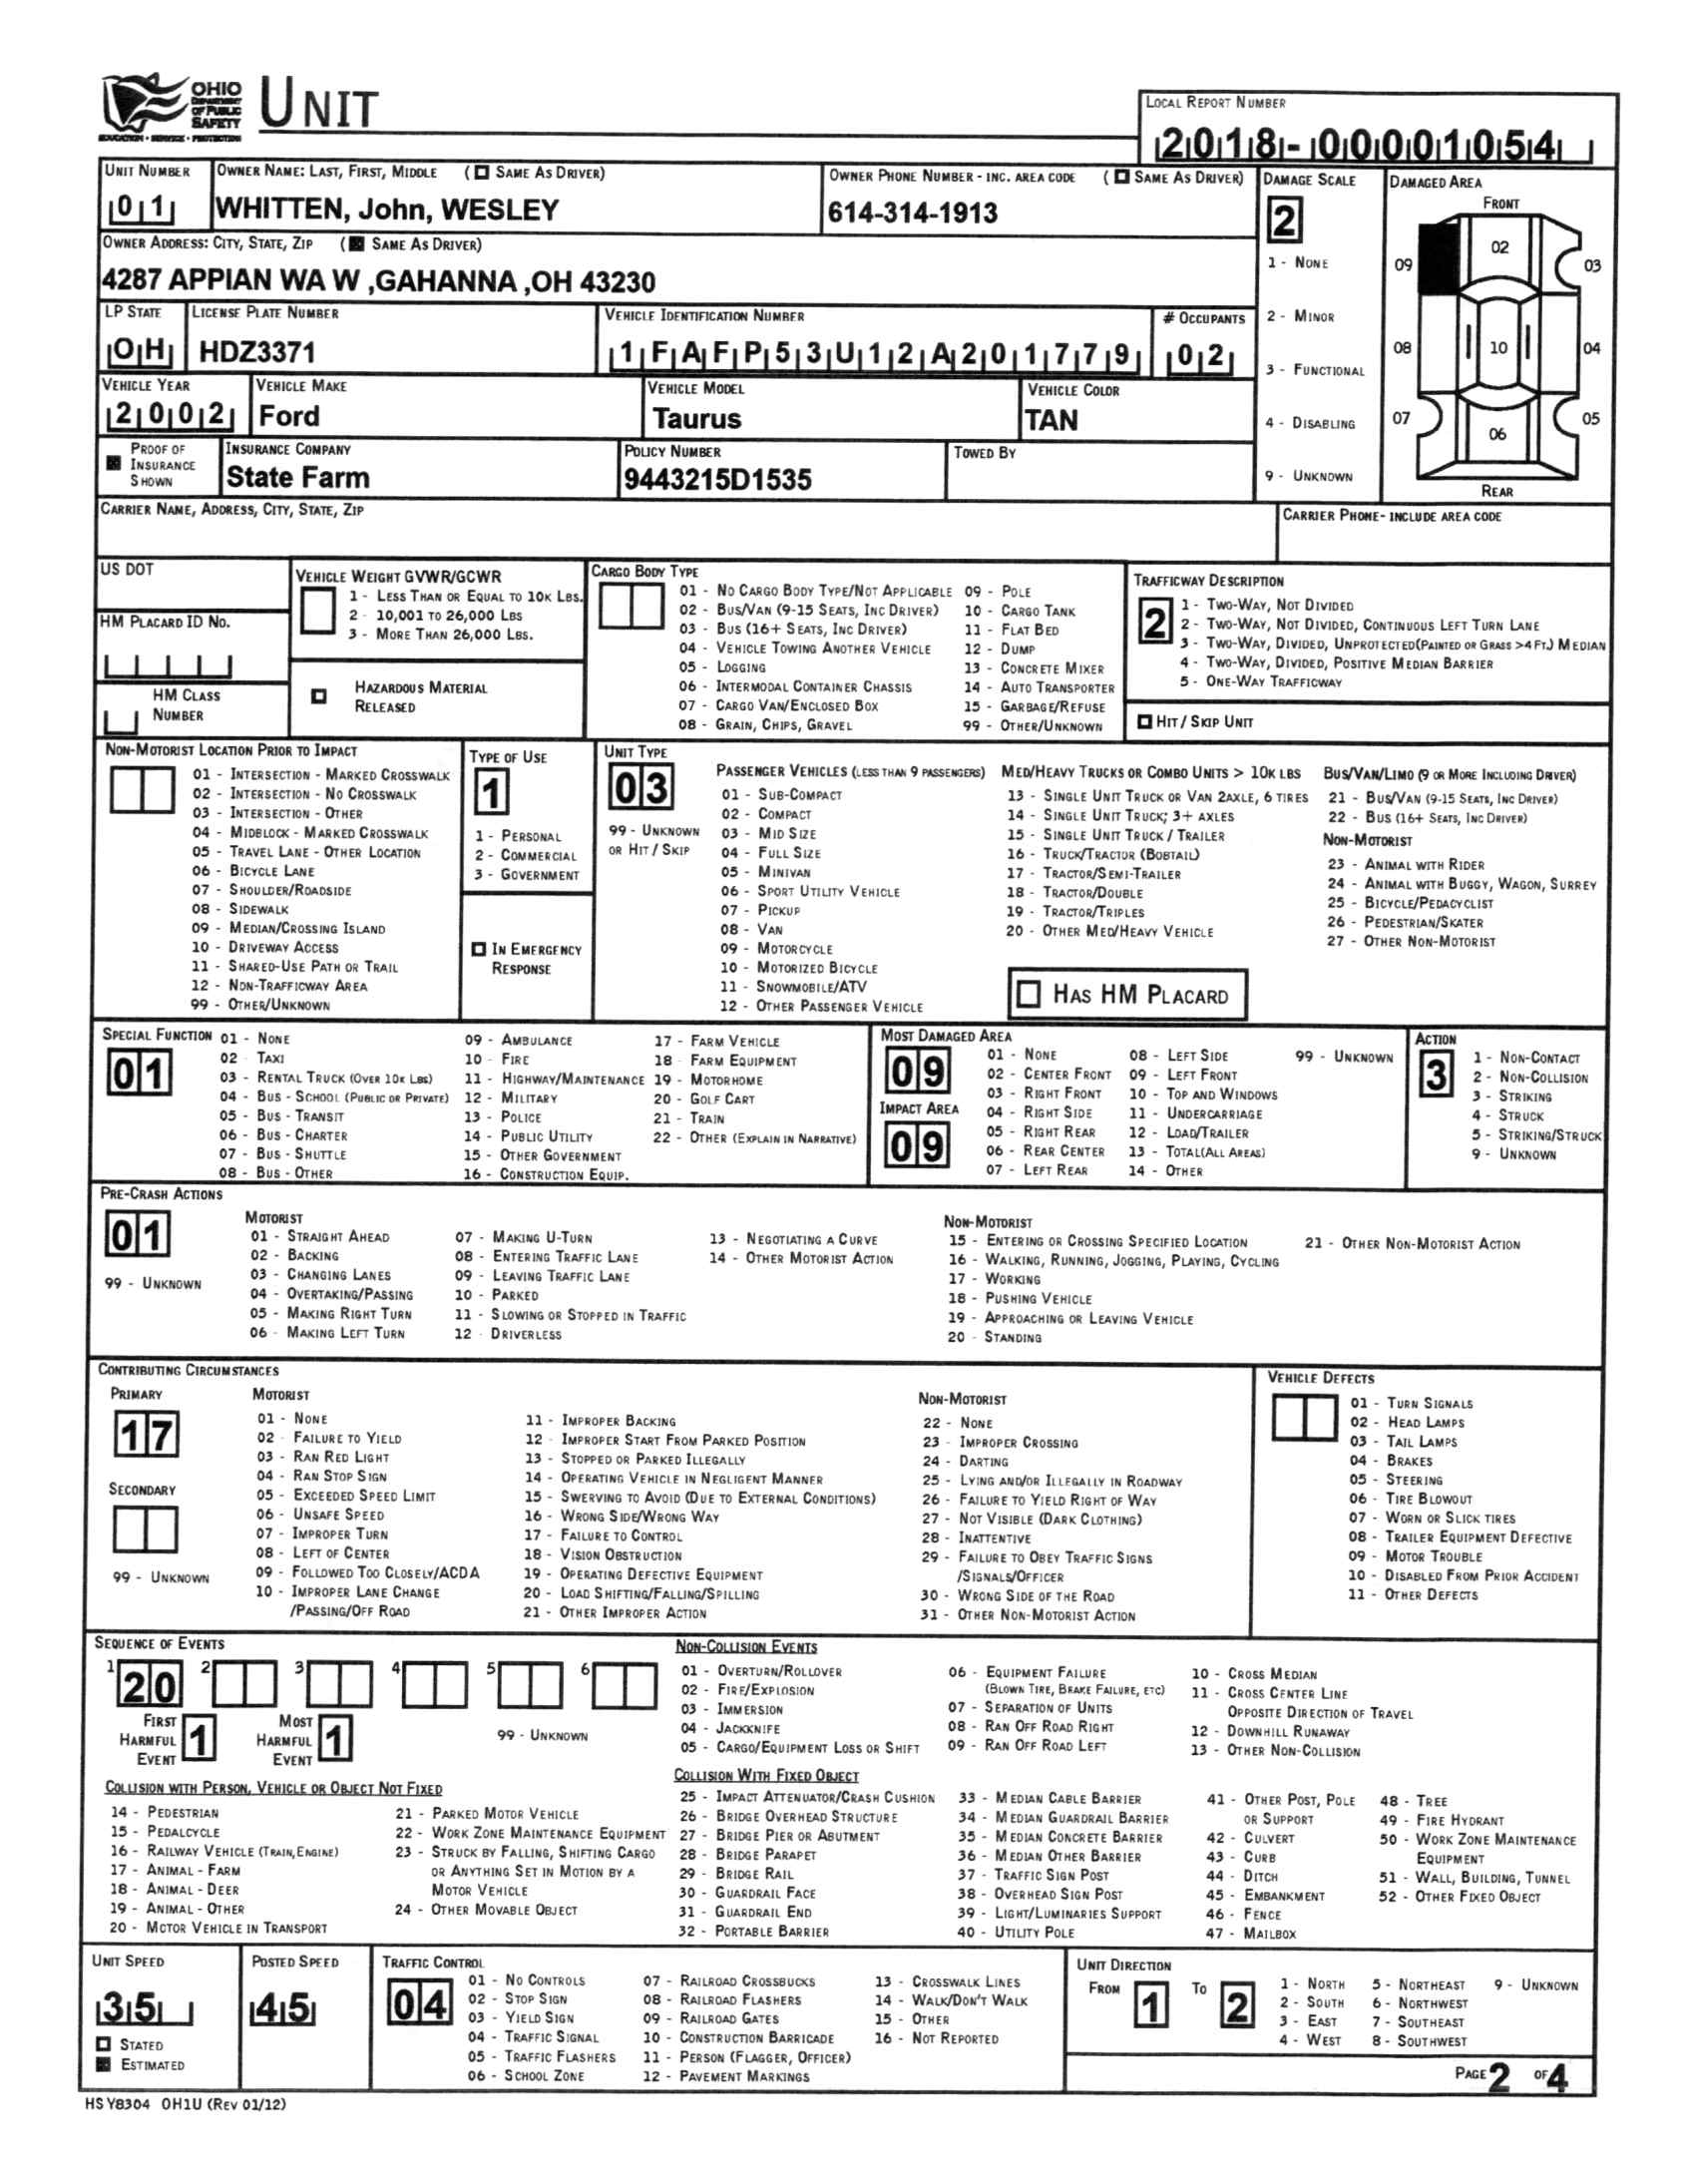 OHIO
DEPARTMENT
OF PUBLIC
SAFETY
EDUCATION • SERVICE • PROTECTION
UNIT
LOCAL REPORT NUMBER
2018-00001054
UNIT NUMBER
01
OWNER NAME: LAST, FIRST, MIDDLE ( SAME AS DRIVER)
WHITTEN, John, WESLEY
OWNER PHONE NUMBER - INC. AREA CODE ( SAME AS DRIVER)
614-314-1913
OWNER ADDRESS: CITY, STATE, ZIP ( SAME AS DRIVER)
4287 APPIAN WA W ,GAHANNA ,OH 43230
DAMAGE SCALE
2
1 - NONE
2 - MINOR
3 - FUNCTIONAL
4 - DISABLING
9 - UNKNOWN
DAMAGED AREA
FRONT
02
09
03
08
10
04
07
05
06
REAR
LP STATE
OH
LICENSE PLATE NUMBER
HDZ3371
VEHICLE IDENTIFICATION NUMBER
1FAFP53U12A201779
# OCCUPANTS
02
VEHICLE YEAR
2002
VEHICLE MAKE
Ford
VEHICLE MODEL
Taurus
VEHICLE COLOR
TAN
PROOF OF
INSURANCE
SHOWN
INSURANCE COMPANY
State Farm
POLICY NUMBER
9443215D1535
TOWED BY
CARRIER NAME, ADDRESS, CITY, STATE, ZIP
CARRIER PHONE- INCLUDE AREA CODE
US DOT
HM PLACARD ID NO.
HM CLASS
NUMBER
VEHICLE WEIGHT GVWR/GCWR
1 - LESS THAN OR EQUAL TO 10K LBS.
2 - 10,001 TO 26,000 LBS
3 - MORE THAN 26,000 LBS.
HAZARDOUS MATERIAL
RELEASED
CARGO BODY TYPE
01 - NO CARGO BODY TYPE/NOT APPLICABLE
02 - BUS/VAN (9-15 SEATS, INC DRIVER)
03 - BUS (16+ SEATS, INC DRIVER)
04 - VEHICLE TOWING ANOTHER VEHICLE
05 - LOGGING
06 - INTERMODAL CONTAINER CHASSIS
07 - CARGO VAN/ENCLOSED BOX
08 - GRAIN, CHIPS, GRAVEL
09 - POLE
10 - CARGO TANK
11 - FLAT BED
12 - DUMP
13 - CONCRETE MIXER
14 - AUTO TRANSPORTER
15 - GARBAGE/REFUSE
99 - OTHER/UNKNOWN
TRAFFICWAY DESCRIPTION
2
1 - TWO-WAY, NOT DIVIDED
2 - TWO-WAY, NOT DIVIDED, CONTINUOUS LEFT TURN LANE
3 - TWO-WAY, DIVIDED, UNPROTECTED(PAINTED OR GRASS >4 FT.) MEDIAN
4 - TWO-WAY, DIVIDED, POSITIVE MEDIAN BARRIER
5 - ONE-WAY TRAFFICWAY
HIT / SKIP UNIT
NON-MOTORIST LOCATION PRIOR TO IMPACT
01 - INTERSECTION - MARKED CROSSWALK
02 - INTERSECTION - NO CROSSWALK
03 - INTERSECTION - OTHER
04 - MIDBLOCK - MARKED CROSSWALK
05 - TRAVEL LANE - OTHER LOCATION
06 - BICYCLE LANE
07 - SHOULDER/ROADSIDE
08 - SIDEWALK
09 - MEDIAN/CROSSING ISLAND
10 - DRIVEWAY ACCESS
11 - SHARED-USE PATH OR TRAIL
12 - NON-TRAFFICWAY AREA
99 - OTHER/UNKNOWN
TYPE OF USE
1
1 - PERSONAL
2 - COMMERCIAL
3 - GOVERNMENT
IN EMERGENCY
RESPONSE
UNIT TYPE
03
99 - UNKNOWN
OR HIT / SKIP
PASSENGER VEHICLES (LESS THAN 9 PASSENGERS)
01 - SUB-COMPACT
02 - COMPACT
03 - MID SIZE
04 - FULL SIZE
05 - MINIVAN
06 - SPORT UTILITY VEHICLE
07 - PICKUP
08 - VAN
09 - MOTORCYCLE
10 - MOTORIZED BICYCLE
11 - SNOWMOBILE/ATV
12 - OTHER PASSENGER VEHICLE
MED/HEAVY TRUCKS OR COMBO UNITS > 10K LBS
13 - SINGLE UNIT TRUCK OR VAN 2AXLE, 6 TIRES
14 - SINGLE UNIT TRUCK; 3+ AXLES
15 - SINGLE UNIT TRUCK / TRAILER
16 - TRUCK/TRACTOR (BOBTAIL)
17 - TRACTOR/SEMI-TRAILER
18 - TRACTOR/DOUBLE
19 - TRACTOR/TRIPLES
20 - OTHER MED/HEAVY VEHICLE
HAS HM PLACARD
BUS/VAN/LIMO (9 OR MORE INCLUDING DRIVER)
21 - BUS/VAN (9-15 SEATS, INC DRIVER)
22 - BUS (16+ SEATS, INC DRIVER)
NON-MOTORIST
23 - ANIMAL WITH RIDER
24 - ANIMAL WITH BUGGY, WAGON, SURREY
25 - BICYCLE/PEDACYCLIST
26 - PEDESTRIAN/SKATER
27 - OTHER NON-MOTORIST
SPECIAL FUNCTION
01
01 - NONE
02 TAXI
03 - RENTAL TRUCK (OVER 10K LBS)
04 - BUS - SCHOOL (PUBLIC OR PRIVATE)
05 - BUS - TRANSIT
06 - BUS - CHARTER
07 - BUS - SHUTTLE
08 - BUS - OTHER
09 - AMBULANCE
10 - FIRE
11 - HIGHWAY/MAINTENANCE
12 - MILITARY
13 - POLICE
14 - PUBLIC UTILITY
15 - OTHER GOVERNMENT
16 - CONSTRUCTION EQUIP.
17 - FARM VEHICLE
18 FARM EQUIPMENT
19 - MOTORHOME
20 - GOLF CART
21 - TRAIN
22 - OTHER (EXPLAIN IN NARRATIVE)
MOST DAMAGED AREA
09
IMPACT AREA
09
01 - NONE
02 - CENTER FRONT
03 - RIGHT FRONT
04 - RIGHT SIDE
05 - RIGHT REAR
06 - REAR CENTER
07 - LEFT REAR
08 - LEFT SIDE
09 - LEFT FRONT
10 - TOP AND WINDOWS
11 - UNDERCARRIAGE
12 - LOAD/TRAILER
13 - TOTAL(ALL AREAS)
14 - OTHER
99 - UNKNOWN
ACTION
3
1 - NON-CONTACT
2 - NON-COLLISION
3 - STRIKING
4 - STRUCK
5 - STRIKING/STRUCK
9 - UNKNOWN
PRE-CRASH ACTIONS
01
99 - UNKNOWN
MOTORIST
01 - STRAIGHT AHEAD
02 - BACKING
03 - CHANGING LANES
04 - OVERTAKING/PASSING
05 - MAKING RIGHT TURN
06 - MAKING LEFT TURN
07 - MAKING U-TURN
08 - ENTERING TRAFFIC LANE
09 - LEAVING TRAFFIC LANE
10 - PARKED
11 - SLOWING OR STOPPED IN TRAFFIC
12 - DRIVERLESS
13 - NEGOTIATING A CURVE
14 - OTHER MOTORIST ACTION
NON-MOTORIST
15 - ENTERING OR CROSSING SPECIFIED LOCATION
16 - WALKING, RUNNING, JOGGING, PLAYING, CYCLING
17 - WORKING
18 - PUSHING VEHICLE
19 - APPROACHING OR LEAVING VEHICLE
20 - STANDING
21 - OTHER NON-MOTORIST ACTION
CONTRIBUTING CIRCUMSTANCES
PRIMARY
17
SECONDARY
99 - UNKNOWN
MOTORIST
01 - NONE
02 - FAILURE TO YIELD
03 - RAN RED LIGHT
04 - RAN STOP SIGN
05 - EXCEEDED SPEED LIMIT
06 - UNSAFE SPEED
07 - IMPROPER TURN
08 - LEFT OF CENTER
09 - FOLLOWED TOO CLOSELY/ACDA
10 - IMPROPER LANE CHANGE
/PASSING/OFF ROAD
11 - IMPROPER BACKING
12 - IMPROPER START FROM PARKED POSITION
13 - STOPPED OR PARKED ILLEGALLY
14 - OPERATING VEHICLE IN NEGLIGENT MANNER
15 - SWERVING TO AVOID (DUE TO EXTERNAL CONDITIONS)
16 - WRONG SIDE/WRONG WAY
17 - FAILURE TO CONTROL
18 - VISION OBSTRUCTION
19 - OPERATING DEFECTIVE EQUIPMENT
20 - LOAD SHIFTING/FALLING/SPILLING
21 - OTHER IMPROPER ACTION
NON-MOTORIST
22 - NONE
23 - IMPROPER CROSSING
24 - DARTING
25 - LYING AND/OR ILLEGALLY IN ROADWAY
26 - FAILURE TO YIELD RIGHT OF WAY
27 - NOT VISIBLE (DARK CLOTHING)
28 - INATTENTIVE
29 - FAILURE TO OBEY TRAFFIC SIGNS
/SIGNALS/OFFICER
30 - WRONG SIDE OF THE ROAD
31 - OTHER NON-MOTORIST ACTION
VEHICLE DEFECTS
01 - TURN SIGNALS
02 - HEAD LAMPS
03 - TAIL LAMPS
04 - BRAKES
05 - STEERING
06 - TIRE BLOWOUT
07 - WORN OR SLICK TIRES
08 - TRAILER EQUIPMENT DEFECTIVE
09 - MOTOR TROUBLE
10 - DISABLED FROM PRIOR ACCIDENT
11 - OTHER DEFECTS
SEQUENCE OF EVENTS
1 20 2 3 4 5 6
FIRST
HARMFUL
EVENT
1
MOST
HARMFUL
EVENT
1
99 - UNKNOWN
NON-COLLISION EVENTS
01 - OVERTURN/ROLLOVER
02 - FIRE/EXPLOSION
03 - IMMERSION
04 - JACKKNIFE
05 - CARGO/EQUIPMENT LOSS OR SHIFT
06 - EQUIPMENT FAILURE
(BLOWN TIRE, BRAKE FAILURE, ETC)
07 - SEPARATION OF UNITS
08 - RAN OFF ROAD RIGHT
09 - RAN OFF ROAD LEFT
10 - CROSS MEDIAN
11 - CROSS CENTER LINE
OPPOSITE DIRECTION OF TRAVEL
12 - DOWNHILL RUNAWAY
13 - OTHER NON-COLLISION
COLLISION WITH PERSON, VEHICLE OR OBJECT NOT FIXED
14 - PEDESTRIAN
15 - PEDALCYCLE
16 - RAILWAY VEHICLE (TRAIN,ENGINE)
17 - ANIMAL - FARM
18 - ANIMAL - DEER
19 - ANIMAL - OTHER
20 - MOTOR VEHICLE IN TRANSPORT
21 - PARKED MOTOR VEHICLE
22 - WORK ZONE MAINTENANCE EQUIPMENT
23 - STRUCK BY FALLING, SHIFTING CARGO
OR ANYTHING SET IN MOTION BY A
MOTOR VEHICLE
24 - OTHER MOVABLE OBJECT
COLLISION WITH FIXED OBJECT
25 - IMPACT ATTENUATOR/CRASH CUSHION
26 - BRIDGE OVERHEAD STRUCTURE
27 - BRIDGE PIER OR ABUTMENT
28 - BRIDGE PARAPET
29 - BRIDGE RAIL
30 - GUARDRAIL FACE
31 - GUARDRAIL END
32 - PORTABLE BARRIER
33 - MEDIAN CABLE BARRIER
34 - MEDIAN GUARDRAIL BARRIER
35 - MEDIAN CONCRETE BARRIER
36 - MEDIAN OTHER BARRIER
37 - TRAFFIC SIGN POST
38 - OVERHEAD SIGN POST
39 - LIGHT/LUMINARIES SUPPORT
40 - UTILITY POLE
41 - OTHER POST, POLE
OR SUPPORT
42 - CULVERT
43 - CURB
44 - DITCH
45 - EMBANKMENT
46 - FENCE
47 - MAILBOX
48 - TREE
49 - FIRE HYDRANT
50 - WORK ZONE MAINTENANCE
EQUIPMENT
51 - WALL, BUILDING, TUNNEL
52 - OTHER FIXED OBJECT
UNIT SPEED
35
STATED
ESTIMATED
POSTED SPEED
45
TRAFFIC CONTROL
04
01 - NO CONTROLS
02 - STOP SIGN
03 - YIELD SIGN
04 - TRAFFIC SIGNAL
05 - TRAFFIC FLASHERS
06 - SCHOOL ZONE
07 - RAILROAD CROSSBUCKS
08 - RAILROAD FLASHERS
09 - RAILROAD GATES
10 - CONSTRUCTION BARRICADE
11 - PERSON (FLAGGER, OFFICER)
12 - PAVEMENT MARKINGS
13 - CROSSWALK LINES
14 - WALK/DON'T WALK
15 - OTHER
16 - NOT REPORTED
UNIT DIRECTION
FROM 1 TO 2
1 - NORTH
2 - SOUTH
3 - EAST
4 - WEST
5 - NORTHEAST
6 - NORTHWEST
7 - SOUTHEAST
8 - SOUTHWEST
9 - UNKNOWN
PAGE 2 OF 4
HSY8304 OH1U (REV 01/12)